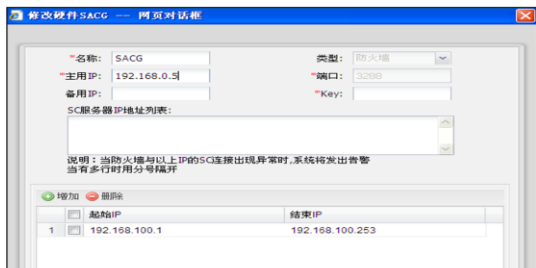 修改硬件SACG -- 网页对话框
*名称: SACG 类型: 防火墙
*主用IP: 192.168.0.5 *端口: 3288
备用IP: *Key:
SC服务器IP地址列表:
说明：当防火墙与以上IP的SC连接出现异常时,系统将发出告警
当有多行时用分号隔开
增加 删除
起始IP 结束IP
1 192.168.100.1 192.168.100.253